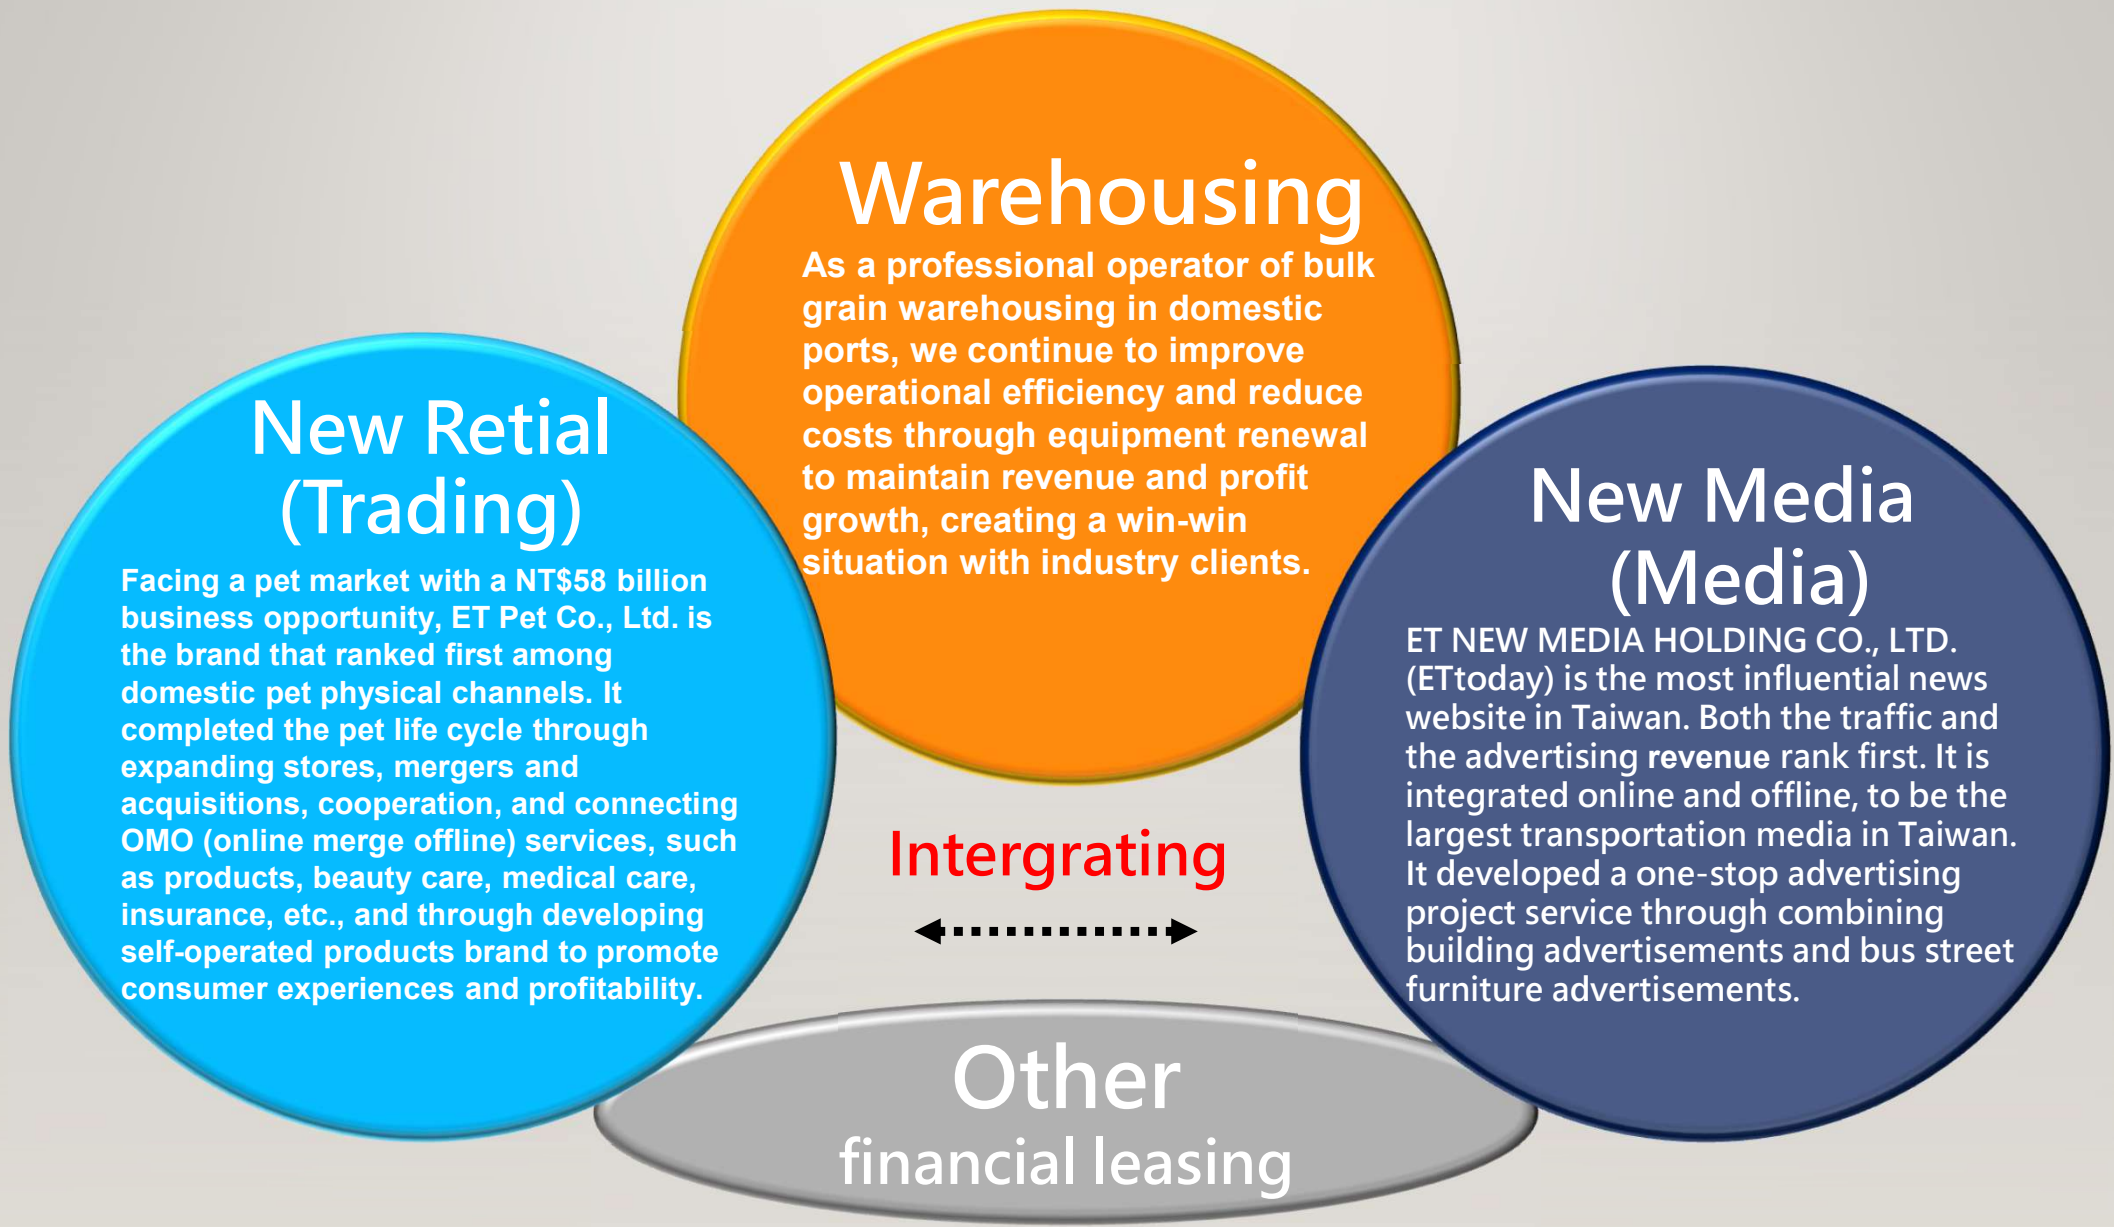 Warehousing
As a professional operator of bulk
grain warehousing in domestic
ports, we continue to improve
operational efficiency and reduce
costs through equipment renewal
to maintain revenue and profit
growth, creating a win-win
situation with industry clients.
New Retial
(Trading)
Facing a pet market with a NT$58 billion
business opportunity, ET Pet Co., Ltd. is
the brand that ranked first among
domestic pet physical channels. It
completed the pet life cycle through
expanding stores, mergers and
acquisitions, cooperation, and connecting
OMO (online merge offline) services, such
as products, beauty care, medical care,
insurance, etc., and through developing
self-operated products brand to promote
consumer experiences and profitability.
New Media
(Media)
ET NEW MEDIA HOLDING CO., LTD.
(ETtoday) is the most influential news
website in Taiwan. Both the traffic and
the advertising revenue rank first. It is
integrated online and offline, to be the
largest transportation media in Taiwan.
It developed a one-stop advertising
project service through combining
building advertisements and bus street
furniture advertisements.
Intergrating
Other
financial leasing